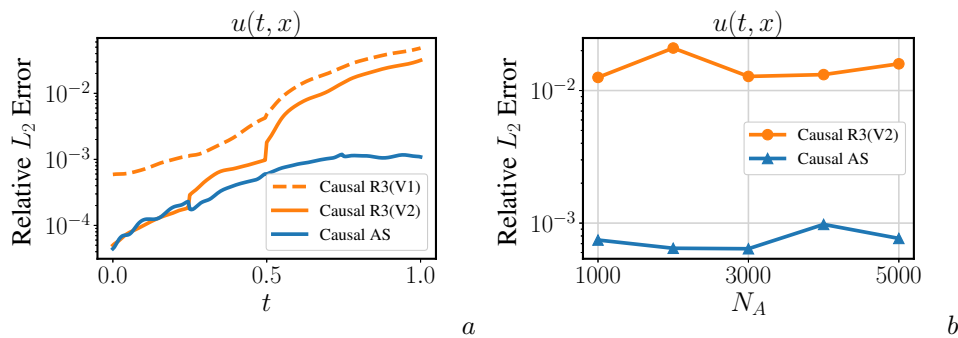 u(t, x)
Relative L₂ Error
10⁻²
10⁻³
10⁻⁴
Causal R3(V1)
Causal R3(V2)
Causal AS
0.0 0.5 1.0
t
a
u(t, x)
Relative L₂ Error
10⁻²
10⁻³
Causal R3(V2)
Causal AS
1000 3000 5000
N_A
b